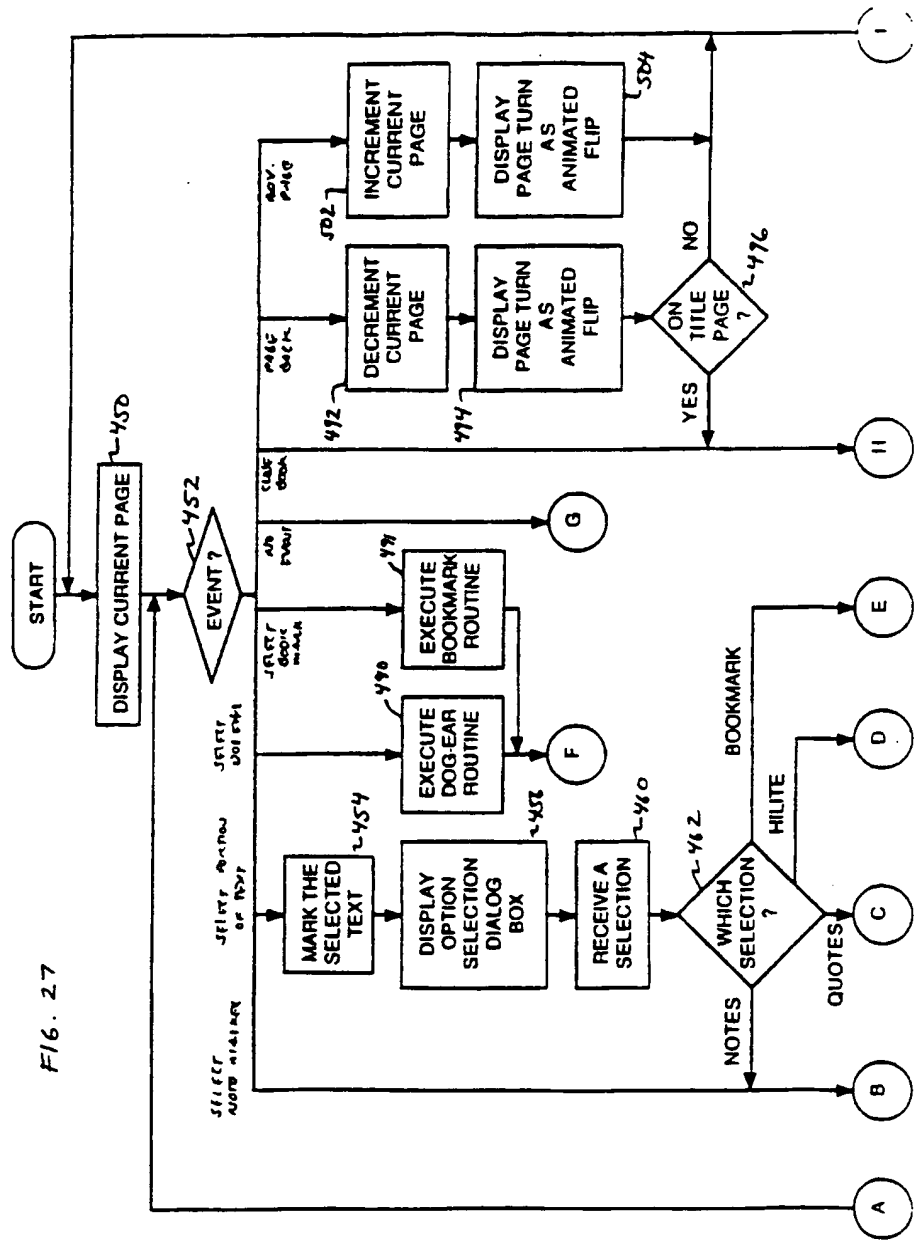 FIG. 27
START
DISPLAY CURRENT PAGE
450
EVENT ?
452
SELECT
NOTE
SELECT PORTION
OF TEXT
SELECT
DOG EAR
SELECT
BOOK
MARK
NO
EVENT
CLOSE
BOOK
PAGE
BACK
ADV.
PAGE
MARK THE
SELECTED
TEXT
454
DISPLAY
OPTION
SELECTION
DIALOG
BOX
RECEIVE A
SELECTION
460
WHICH
SELECTION
?
462
NOTES
QUOTES
HILITE
BOOKMARK
EXECUTE
DOG-EAR
ROUTINE
490
EXECUTE
BOOKMARK
ROUTINE
491
DECREMENT
CURRENT
PAGE
492
DISPLAY
PAGE TURN
AS
ANIMATED
FLIP
494
ON
TITLE
PAGE
?
496
YES
NO
INCREMENT
CURRENT
PAGE
502
DISPLAY
PAGE TURN
AS
ANIMATED
FLIP
504
A
B
C
D
E
F
G
H
I